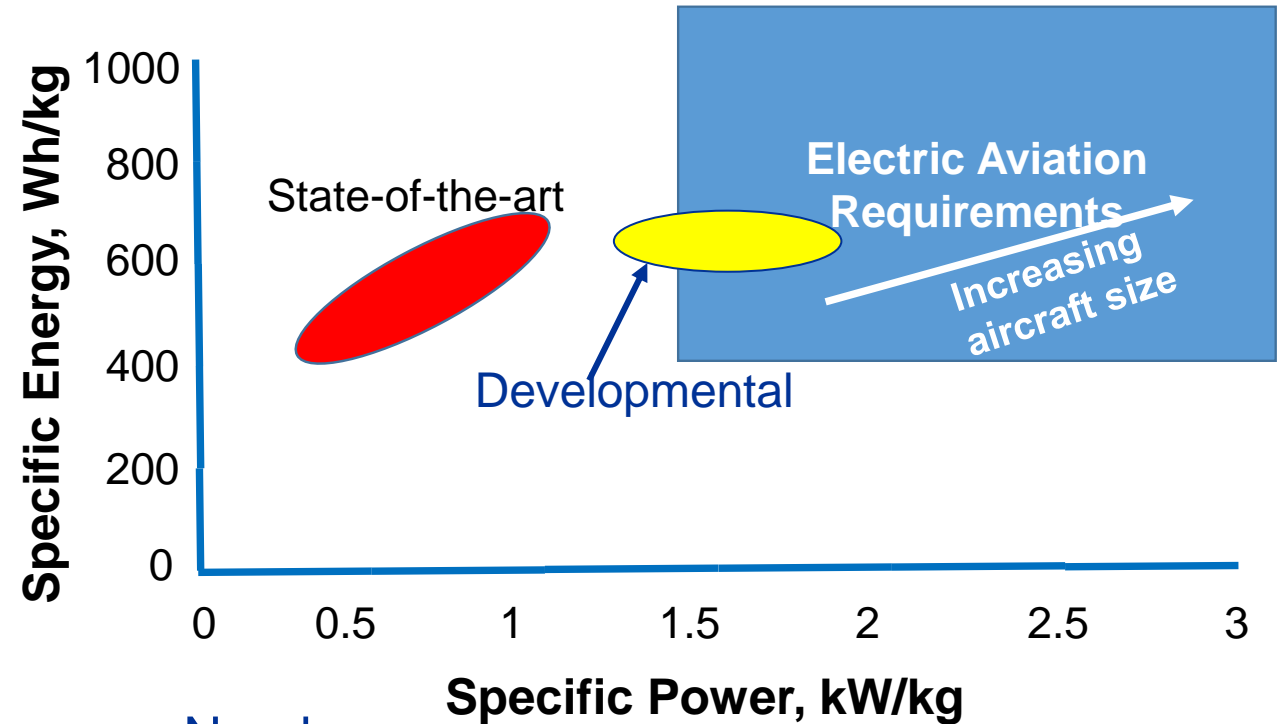 1000
800
600
400
200
0
Specific Energy, Wh/kg
State-of-the-art
Electric Aviation
Requirements
Increasing
aircraft size
Developmental
0 0.5 1 1.5 2 2.5 3
Specific Power, kW/kg